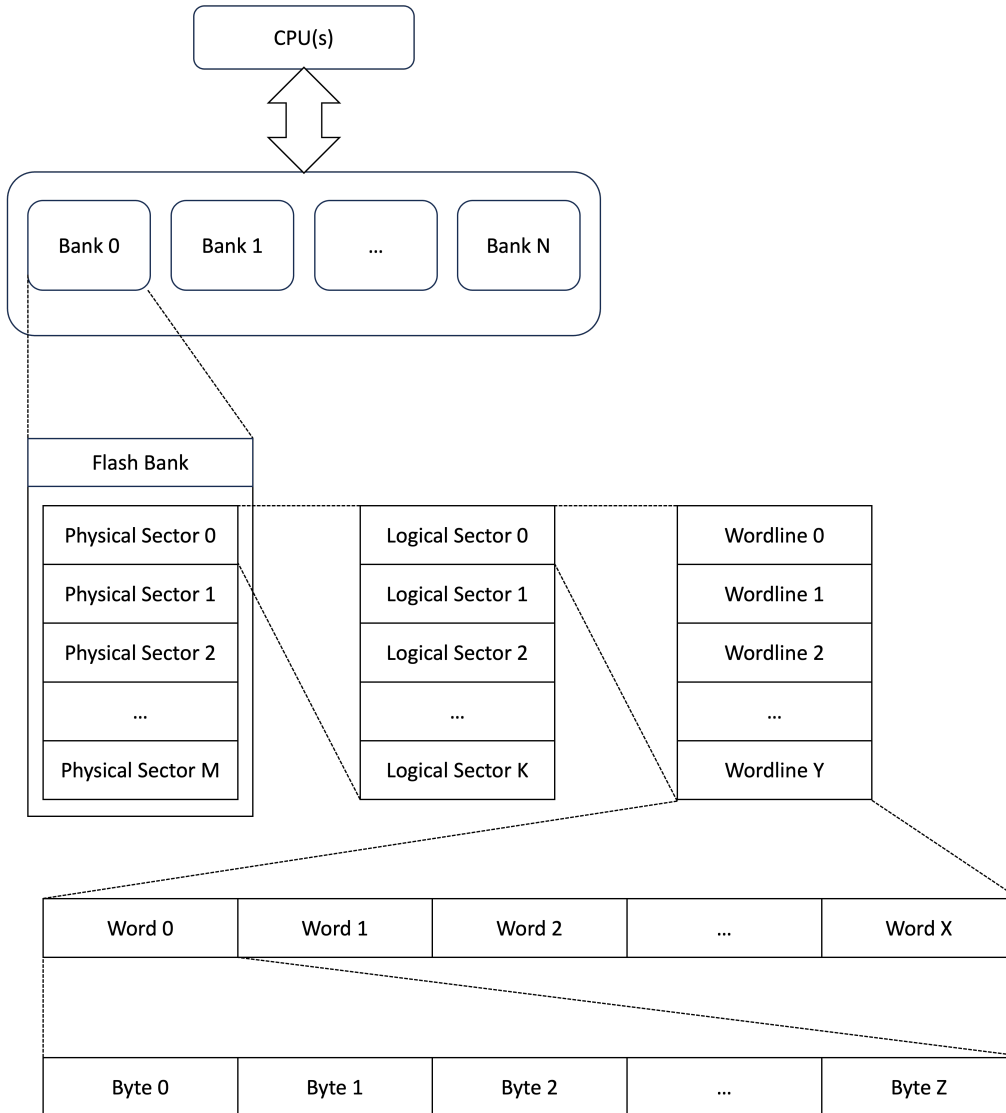 CPU(s)
Bank 0
Bank 1
...
Bank N
Flash Bank
Physical Sector 0
Physical Sector 1
Physical Sector 2
...
Physical Sector M
Logical Sector 0
Logical Sector 1
Logical Sector 2
...
Logical Sector K
Wordline 0
Wordline 1
Wordline 2
...
Wordline Y
Word 0
Word 1
Word 2
...
Word X
Byte 0
Byte 1
Byte 2
...
Byte Z